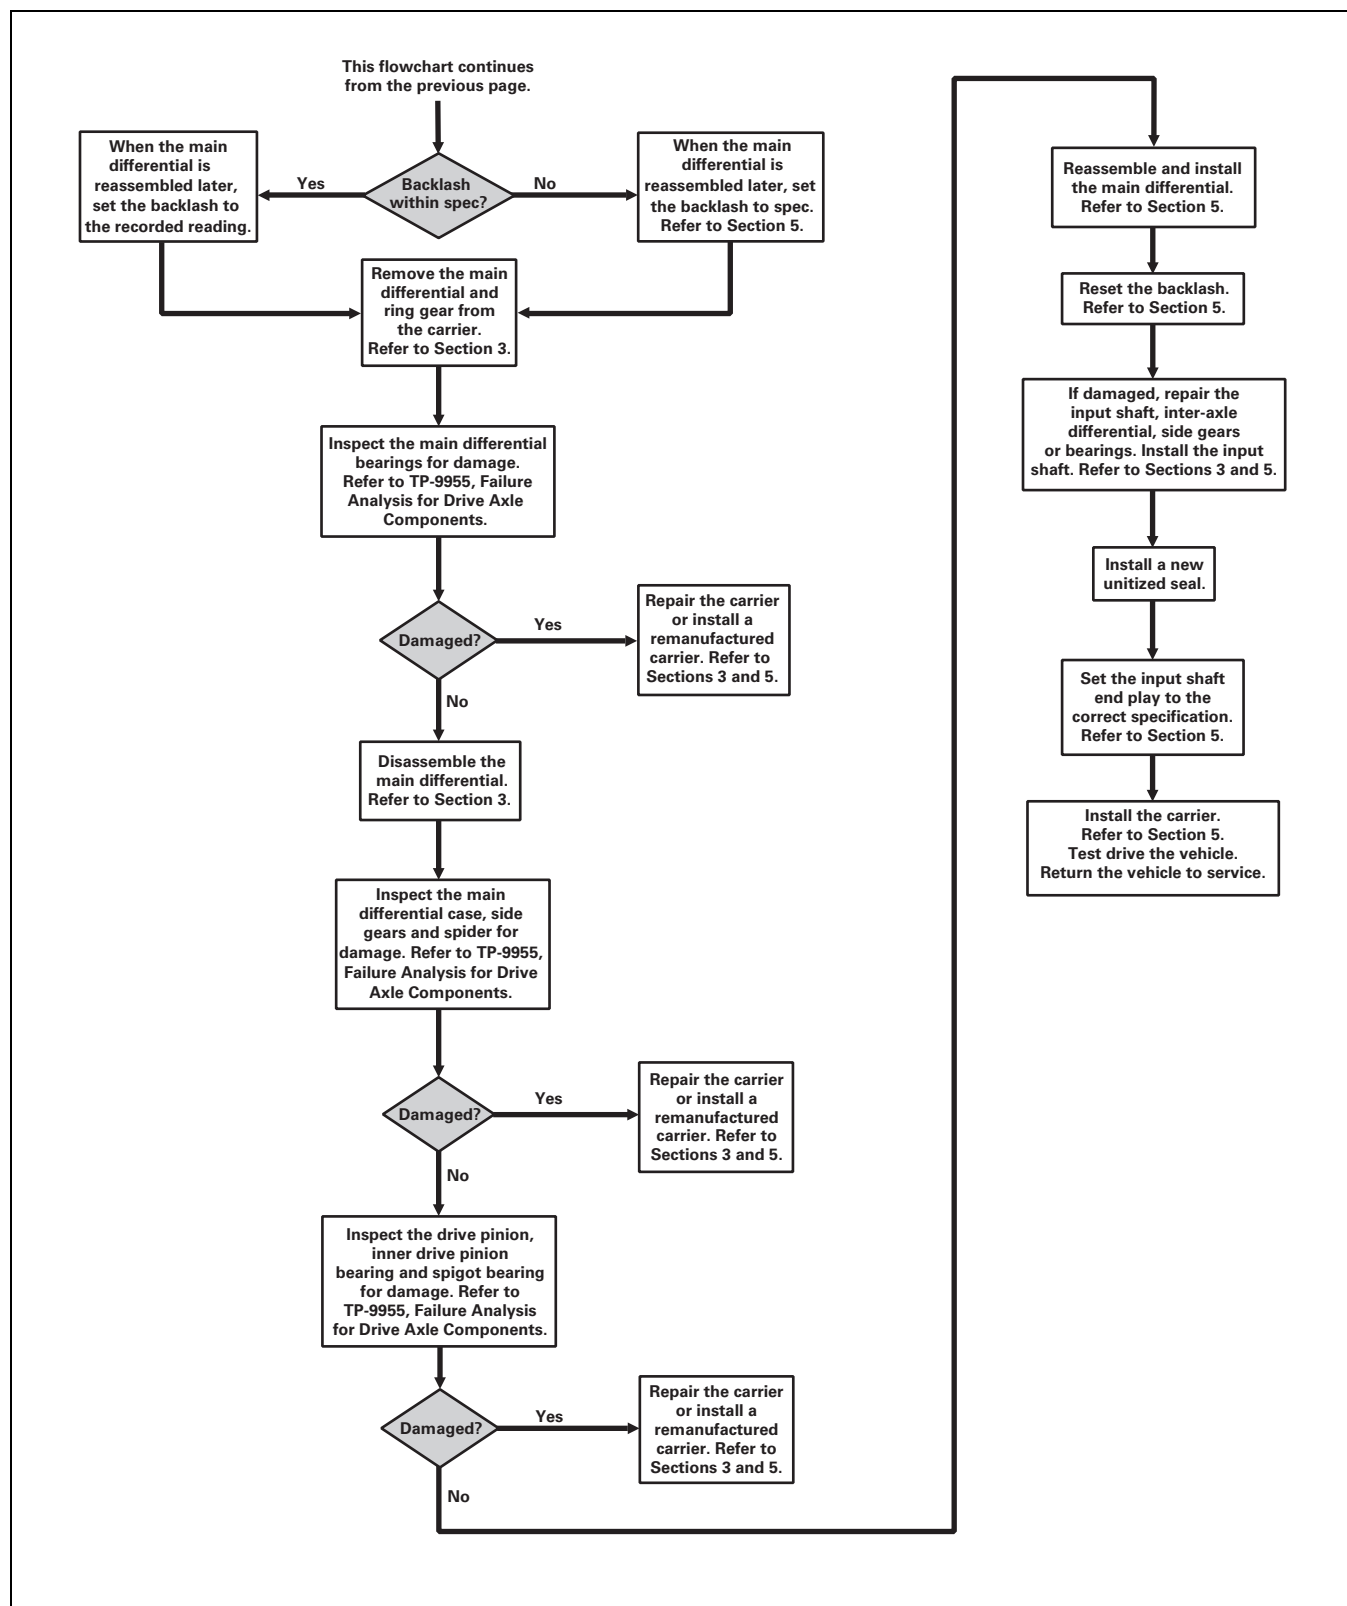 This flowchart continues
from the previous page.
Backlash
within spec?
Yes
No
When the main
differential is
reassembled later,
set the backlash to
the recorded reading.
When the main
differential is
reassembled later, set
the backlash to spec.
Refer to Section 5.
Remove the main
differential and
ring gear from
the carrier.
Refer to Section 3.
Inspect the main differential
bearings for damage.
Refer to TP-9955, Failure
Analysis for Drive Axle
Components.
Damaged?
Yes
Repair the carrier
or install a
remanufactured
carrier. Refer to
Sections 3 and 5.
No
Disassemble the
main differential.
Refer to Section 3.
Inspect the main
differential case, side
gears and spider for
damage. Refer to TP-9955,
Failure Analysis for Drive
Axle Components.
Damaged?
Yes
Repair the carrier
or install a
remanufactured
carrier. Refer to
Sections 3 and 5.
No
Inspect the drive pinion,
inner drive pinion
bearing and spigot bearing
for damage. Refer to
TP-9955, Failure Analysis
for Drive Axle Components.
Damaged?
Yes
Repair the carrier
or install a
remanufactured
carrier. Refer to
Sections 3 and 5.
No
Reassemble and install
the main differential.
Refer to Section 5.
Reset the backlash.
Refer to Section 5.
If damaged, repair the
input shaft, inter-axle
differential, side gears
or bearings. Install the input
shaft. Refer to Sections 3 and 5.
Install a new
unitized seal.
Set the input shaft
end play to the
correct specification.
Refer to Section 5.
Install the carrier.
Refer to Section 5.
Test drive the vehicle.
Return the vehicle to service.